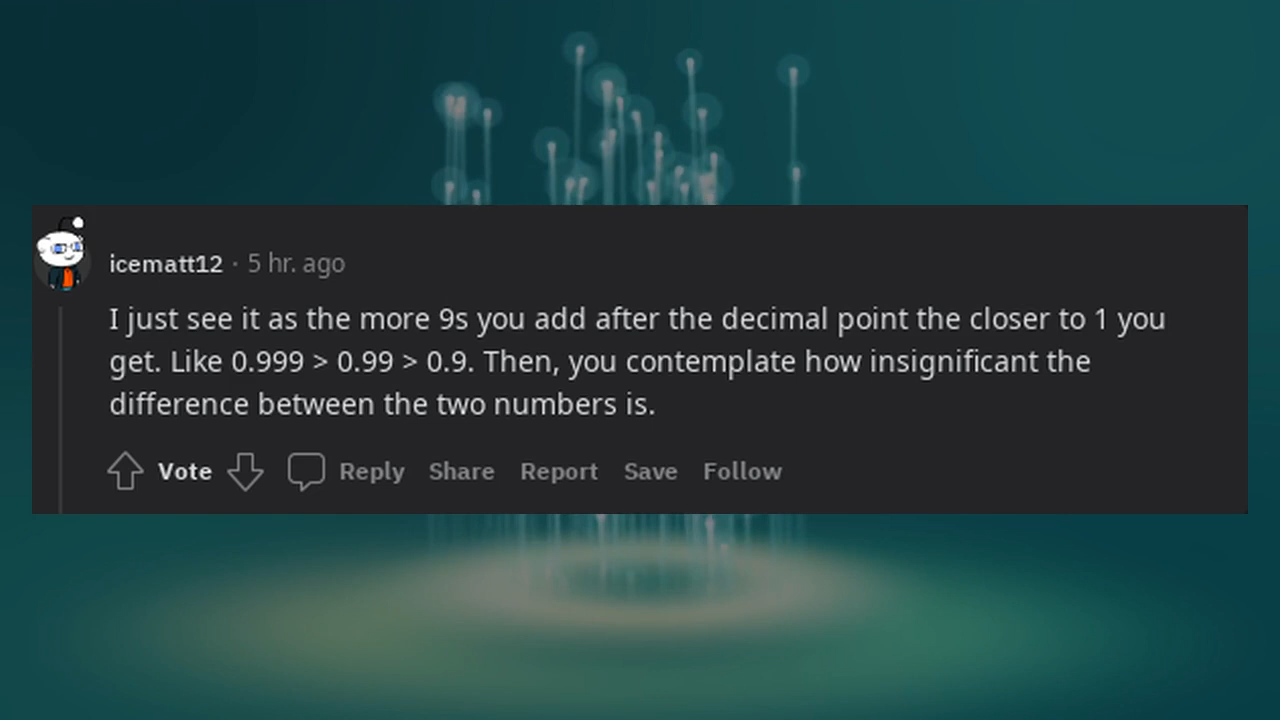 icematt12 · 5 hr. ago
I just see it as the more 9s you add after the decimal point the closer to 1 you
get. Like 0.999 > 0.99 > 0.9. Then, you contemplate how insignificant the
difference between the two numbers is.
Vote Reply Share Report Save Follow